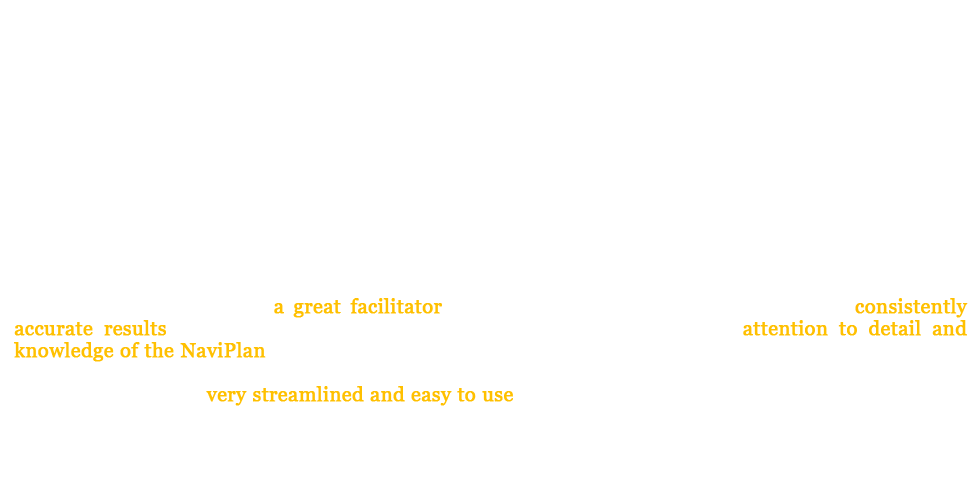 a great facilitator consistently
accurate results attention to detail and
knowledge of the NaviPlan
very streamlined and easy to use